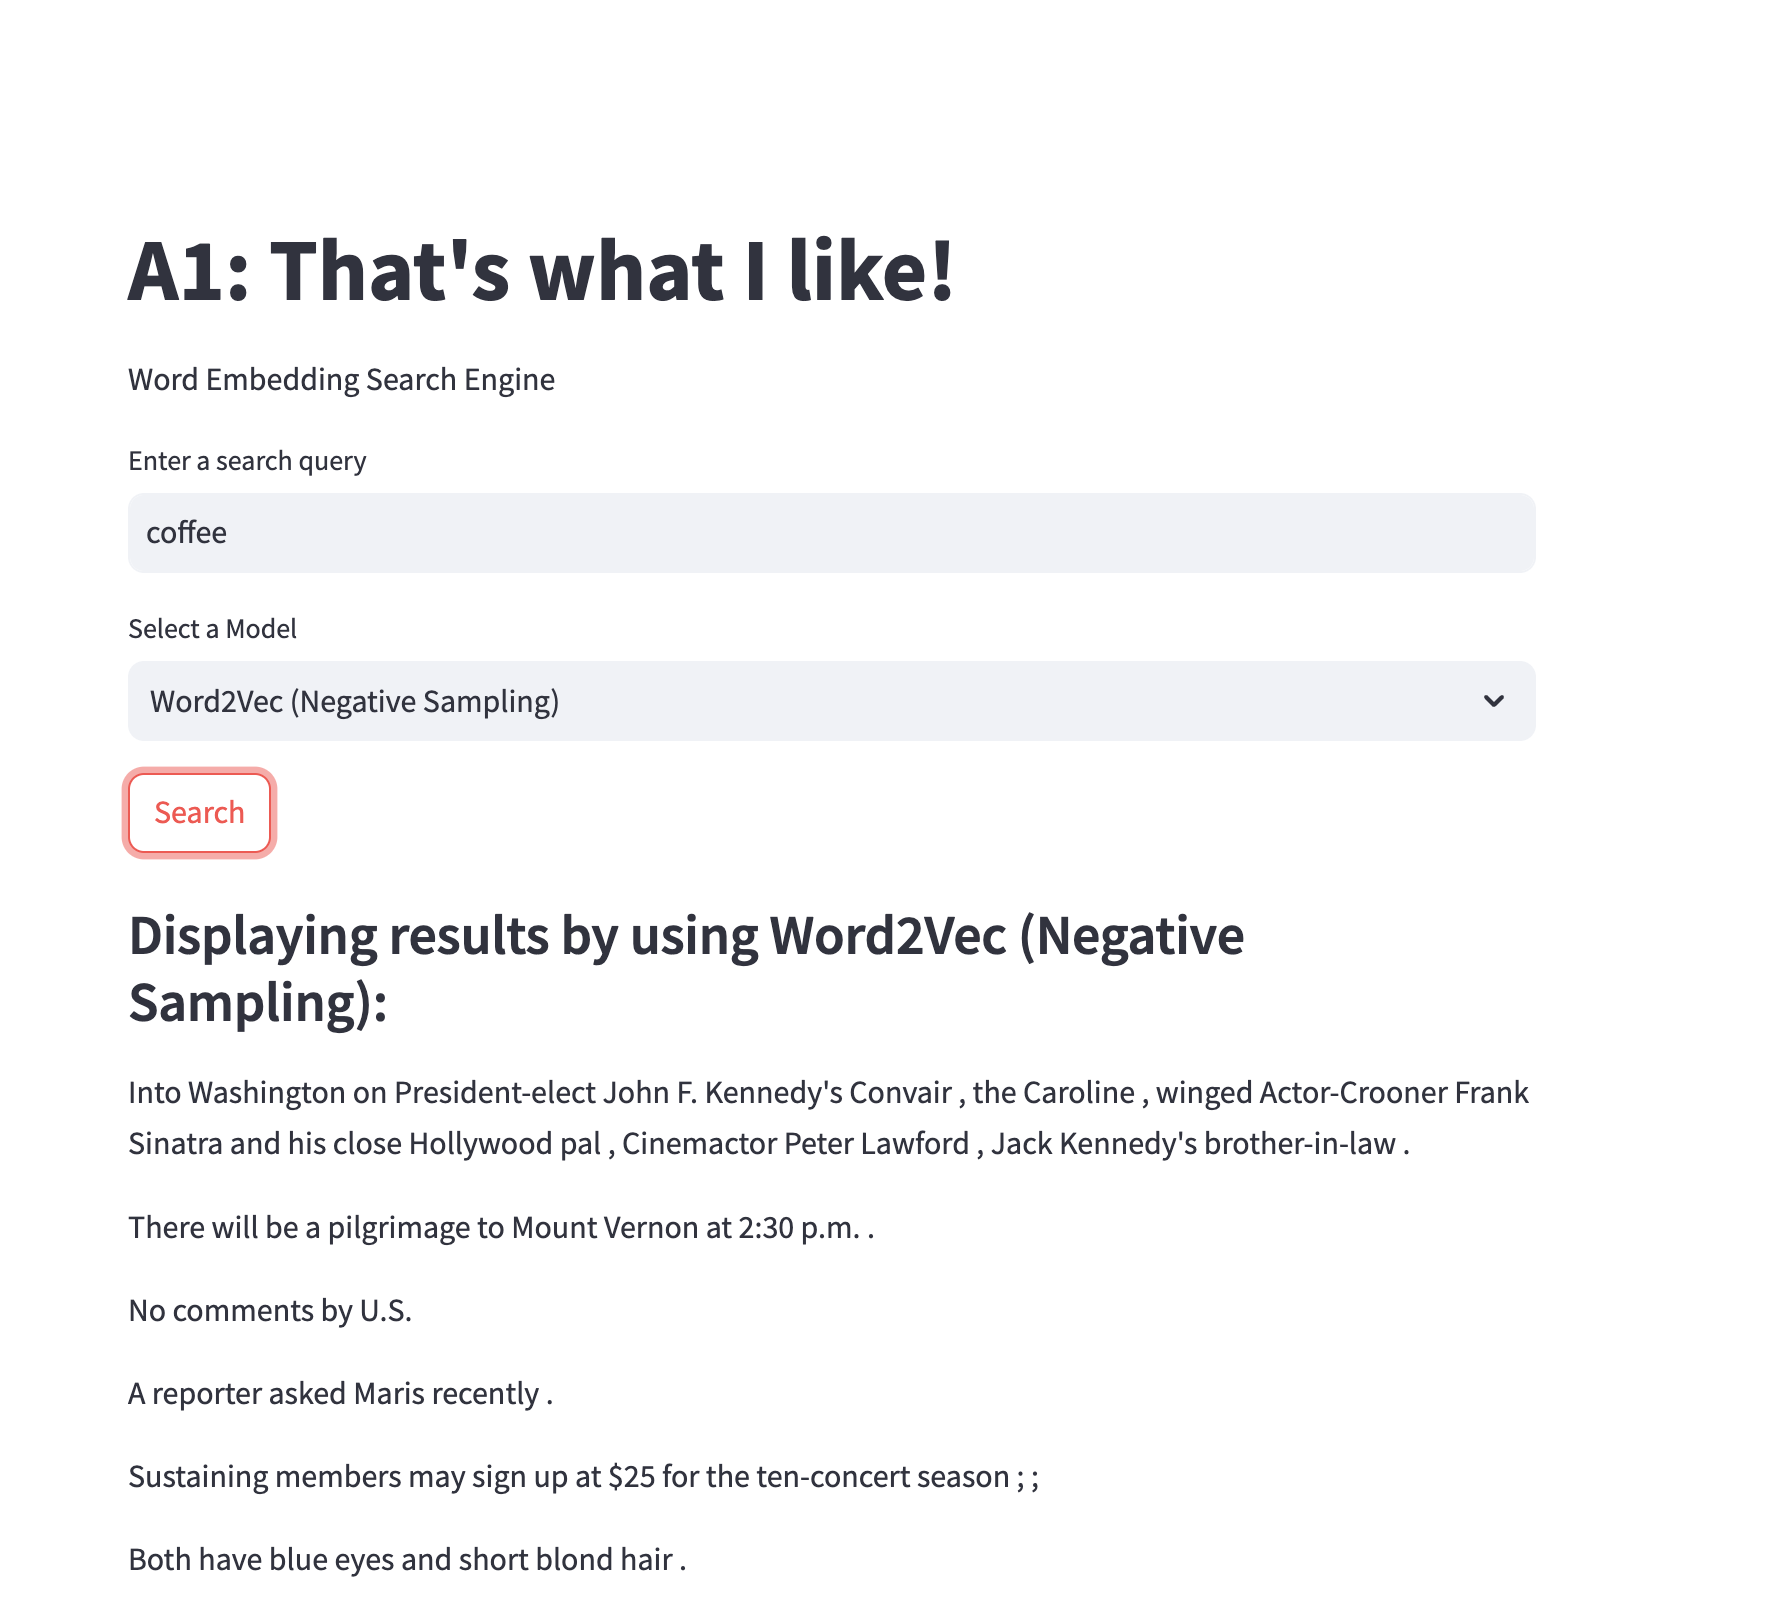 A1: That's what I like!
Word Embedding Search Engine
Enter a search query
coffee
Select a Model
Word2Vec (Negative Sampling)
Search
Displaying results by using Word2Vec (Negative
Sampling):
Into Washington on President-elect John F. Kennedy's Convair , the Caroline , winged Actor-Crooner Frank
Sinatra and his close Hollywood pal , Cinemactor Peter Lawford , Jack Kennedy's brother-in-law .
There will be a pilgrimage to Mount Vernon at 2:30 p.m. .
No comments by U.S.
A reporter asked Maris recently .
Sustaining members may sign up at $25 for the ten-concert season ; ;
Both have blue eyes and short blond hair .